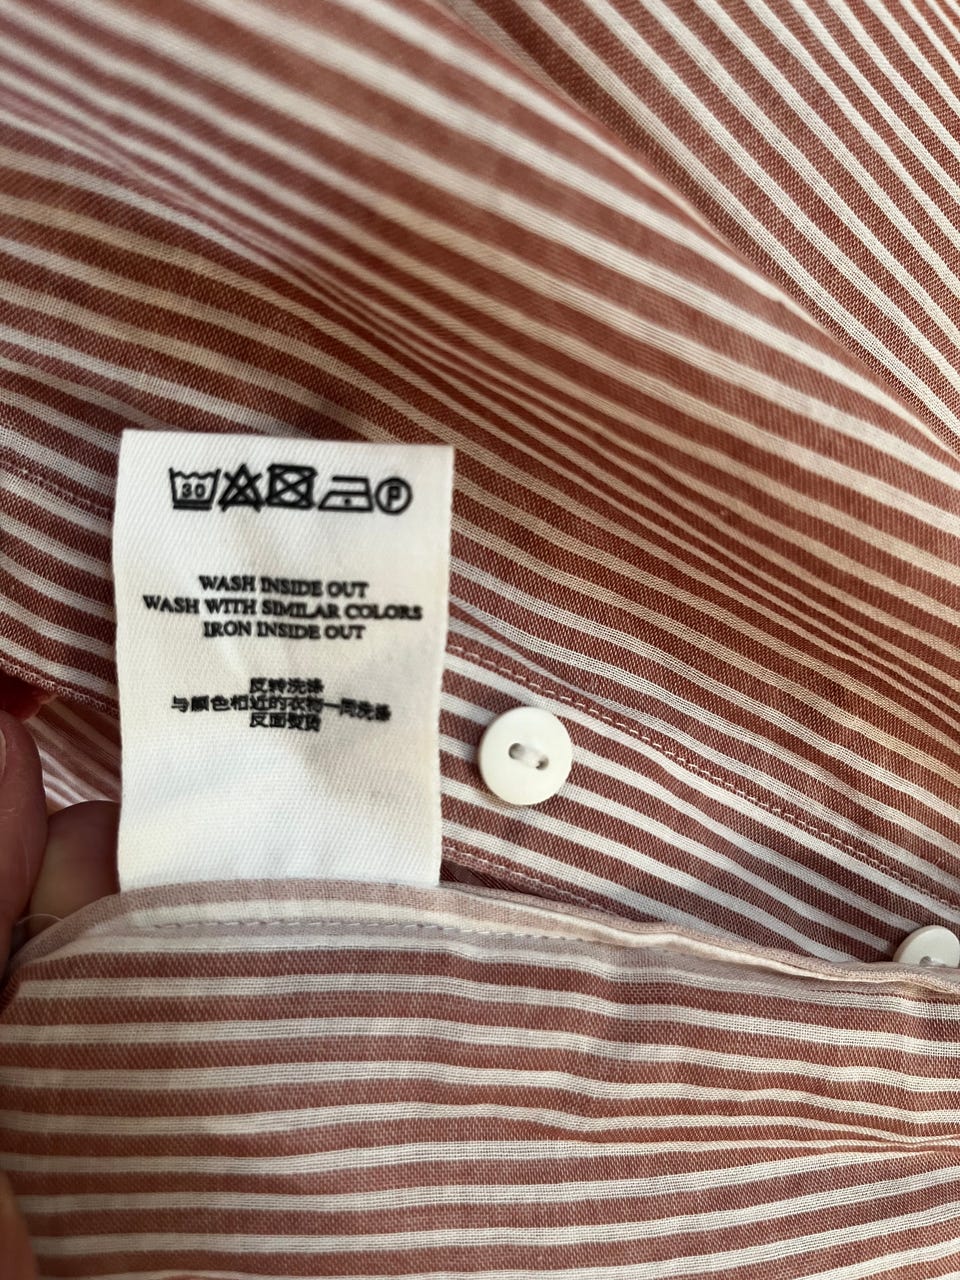 30 P
WASH INSIDE OUT
WASH WITH SIMILAR COLORS
IRON INSIDE OUT
反转洗涤
与颜色相近的衣物一同洗涤
反面熨烫